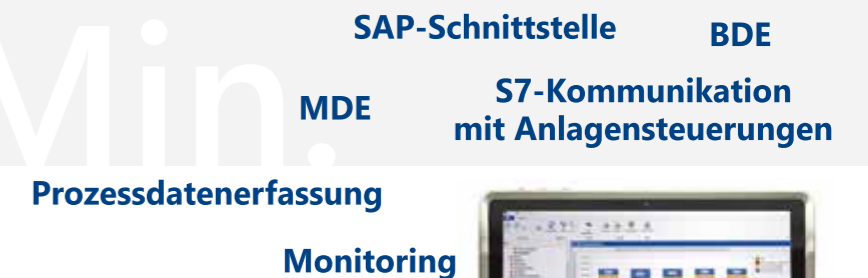 Min.
SAP-Schnittstelle
BDE
MDE
S7-Kommunikation
mit Anlagensteuerungen
Prozessdatenerfassung
Monitoring